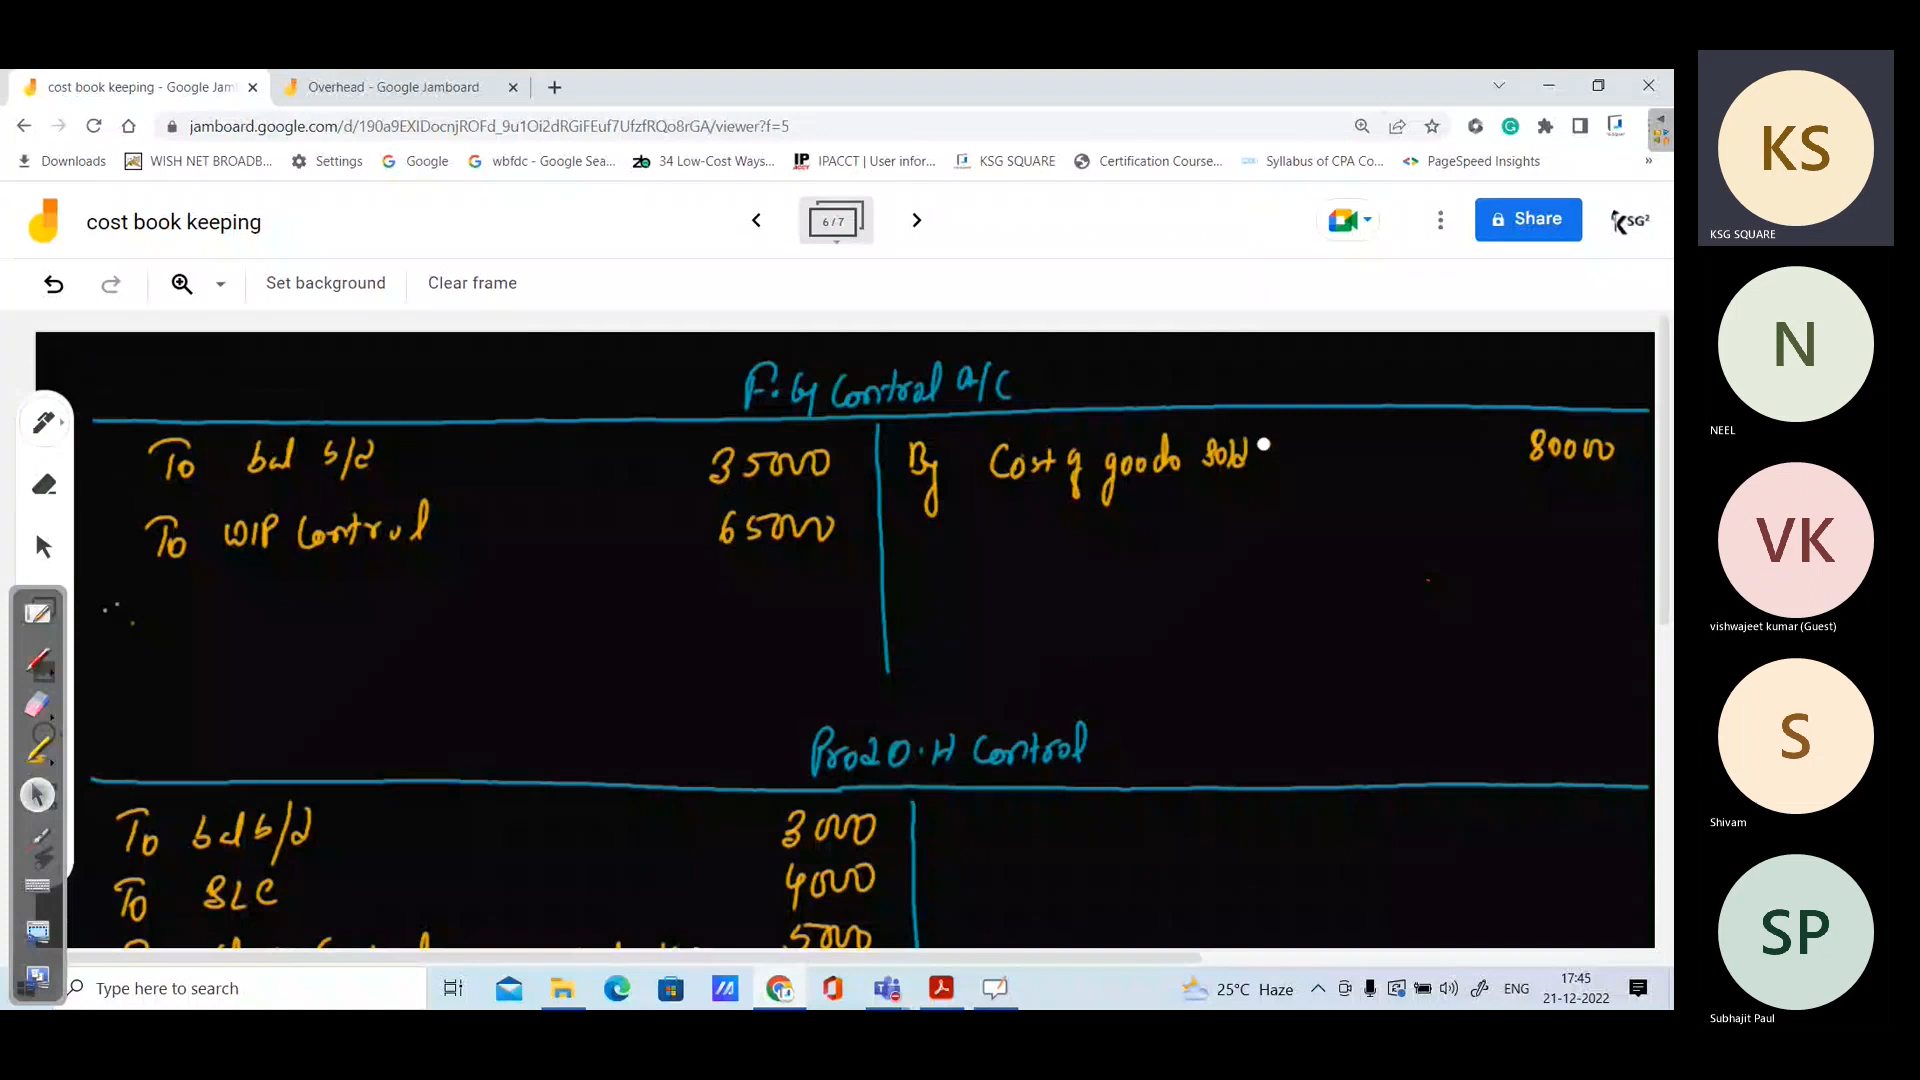 cost book keeping - Google Jam
Overhead - Google Jamboard
jamboard.google.com/d/190a9EXIDocnjROFd_9u1Oi2dRGiFEuf7UfzfRQo8rGA/viewer?f=5
Downloads
WISH NET BROADB...
Settings
Google
wbfdc - Google Sea...
34 Low-Cost Ways...
IPACCT | User infor...
KSG SQUARE
Certification Course...
Syllabus of CPA Co...
PageSpeed Insights
»
cost book keeping
6 / 7
Share
KSG²
Set background
Clear frame
F.G Control A/C
To bal b/d 35000 By Cost of goods sold 80000
To WIP Control 65000
Prod O.H Control
To bal b/d 3000
To SLC 4000
5000
Type here to search
25°C Haze
ENG
17:45
21-12-2022
KS
KSG SQUARE
N
NEEL
VK
vishwajeet kumar (Guest)
S
Shivam
SP
Subhajit Paul